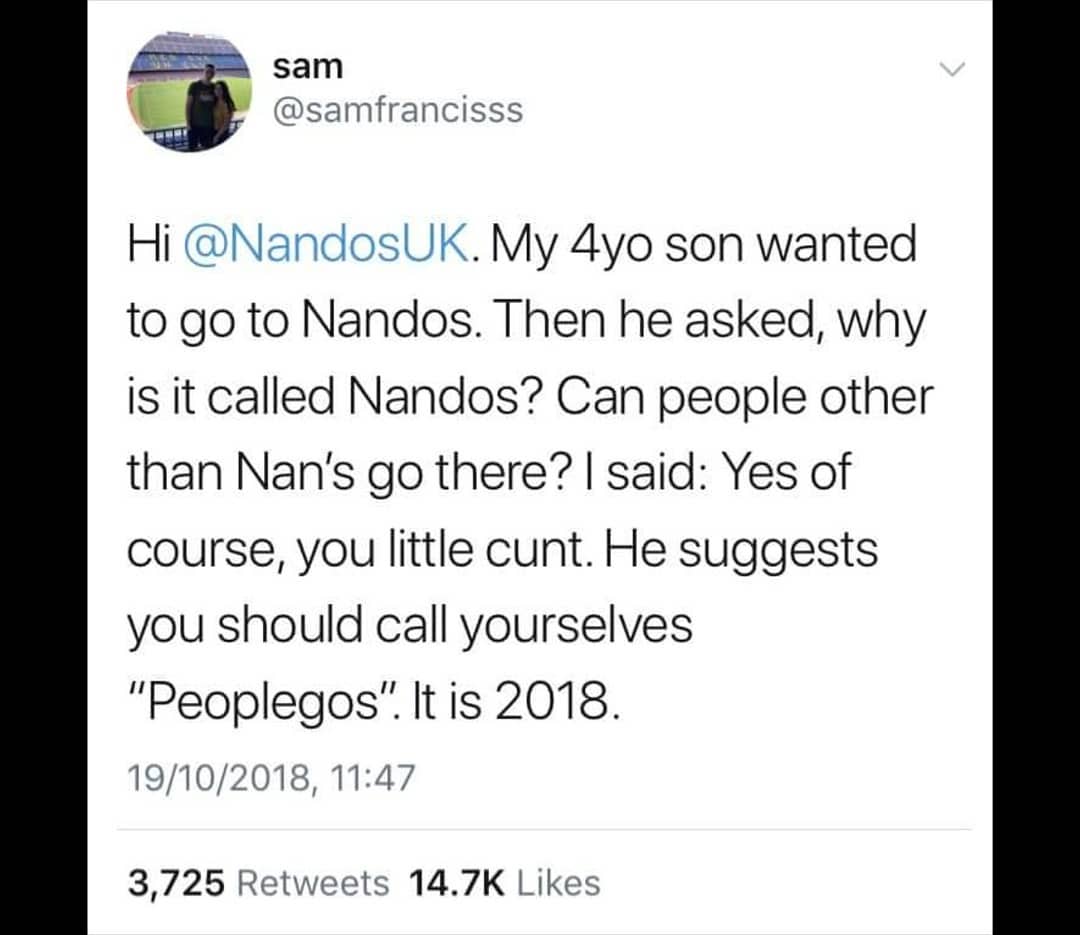 sam
@samfrancisss
Hi @NandosUK. My 4yo son wanted
to go to Nandos. Then he asked, why
is it called Nandos? Can people other
than Nan's go there? I said: Yes of
course, you little cunt. He suggests
you should call yourselves
"Peoplegos". It is 2018.
19/10/2018, 11:47
3,725 Retweets 14.7K Likes